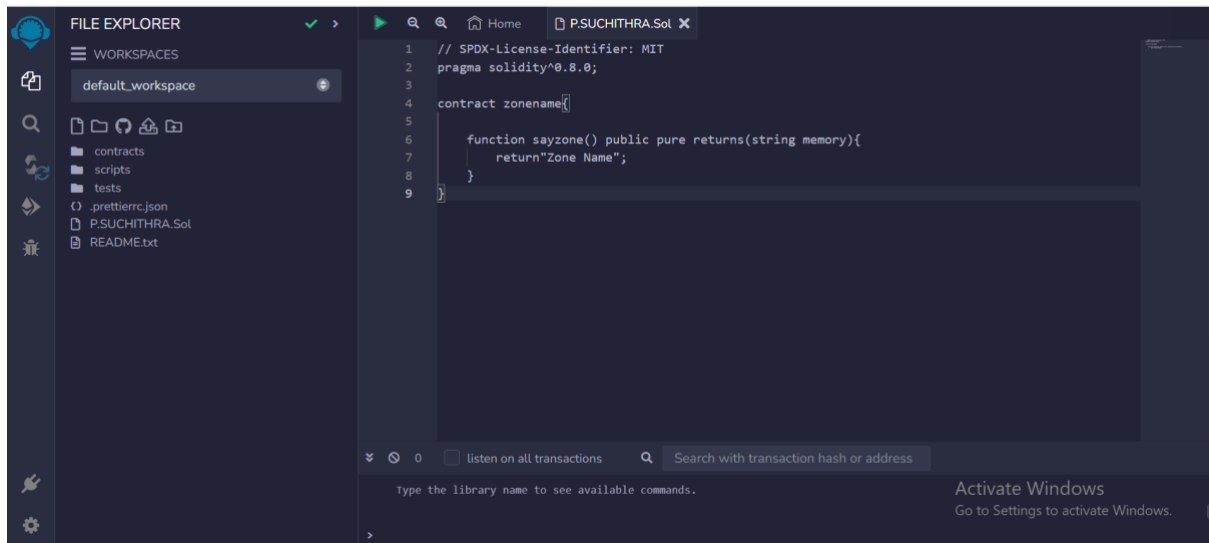 FILE EXPLORER
WORKSPACES
default_workspace
contracts
scripts
tests
.prettierrc.json
P.SUCHITHRA.Sol
README.txt
Home
P.SUCHITHRA.Sol
1 // SPDX-License-Identifier: MIT
2 pragma solidity^0.8.0;
3
4 contract zonename{
5
6 function sayzone() public pure returns(string memory){
7 return"Zone Name";
8 }
9 }
0 listen on all transactions Search with transaction hash or address
Type the library name to see available commands.
>
Activate Windows
Go to Settings to activate Windows.